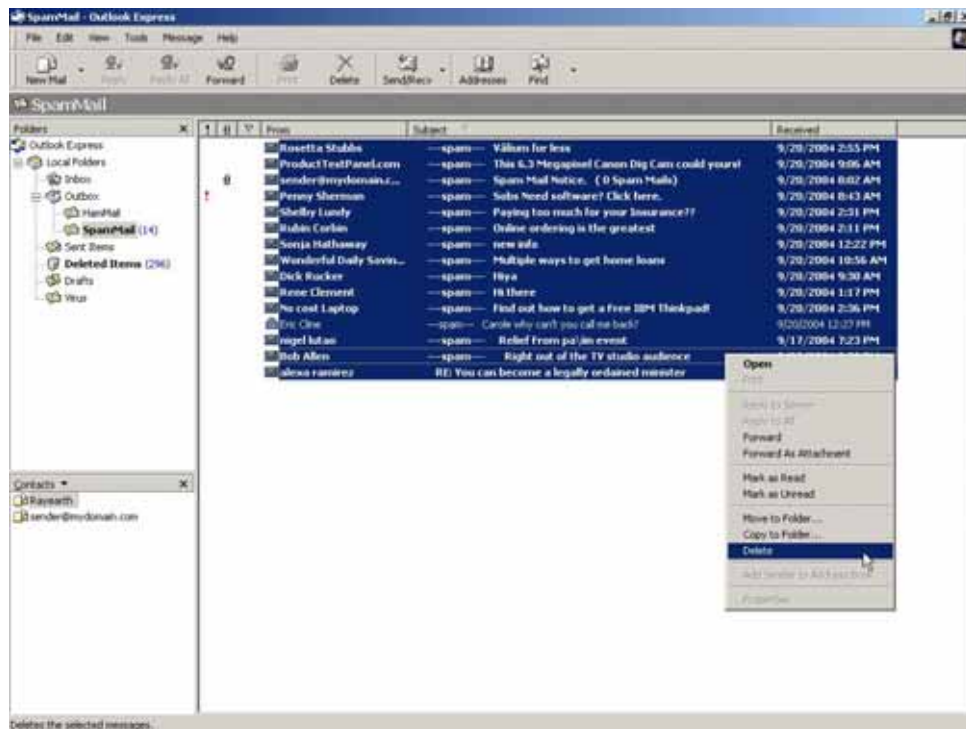 SpamMail - Outlook Express
File Edit View Tools Message Help
New Mail Reply Reply All Forward Print Delete Send/Recv Addresses Find
SpamMail
Folders
Outlook Express
Local Folders
Inbox
Outbox
HanMail
SpamMail (14)
Sent Items
Deleted Items (296)
Drafts
Virus
Contacts
Rayearth
sender@mydomain.com
! From Subject Received
Rosetta Stubbs ---spam--- Válium for less 9/20/2004 2:55 PM
ProductTestPanel.com ---spam--- This 6.3 Megapixel Canon Dig Cam could yours! 9/20/2004 9:06 AM
sender@mydomain.c... ---spam--- Spam Mail Notice. ( 0 Spam Mails) 9/20/2004 8:02 AM
! Penny Sherman ---spam--- Subs Need software? Click here. 9/20/2004 8:43 AM
Shelby Lundy ---spam--- Paying too much for your Insurance?? 9/20/2004 2:31 PM
Rubin Corbin ---spam--- Online ordering is the greatest 9/20/2004 2:11 PM
Sonja Hathaway ---spam--- new info 9/20/2004 12:22 PM
Wonderful Daily Savin... ---spam--- Multiple ways to get home loans 9/20/2004 10:56 AM
Dick Rucker ---spam--- Hiya 9/20/2004 9:30 AM
Rene Clement ---spam--- Hi there 9/20/2004 1:17 PM
No cost Laptop ---spam--- Find out how to get a Free IBM Thinkpad! 9/20/2004 2:36 PM
Eric Cline ---spam--- Carole why can't you call me back? 9/20/2004 12:27 PM
nigel lutao ---spam--- Relief From pa\in event 9/17/2004 7:23 PM
Bob Allen ---spam--- Right out of the TV studio audience
alexa ramirez RE: You can become a legally ordained minister
Open
Print
Reply to Sender
Reply to All
Forward
Forward As Attachment
Mark as Read
Mark as Unread
Move to Folder...
Copy to Folder...
Delete
Add Sender to Address Book
Properties
Deletes the selected messages.